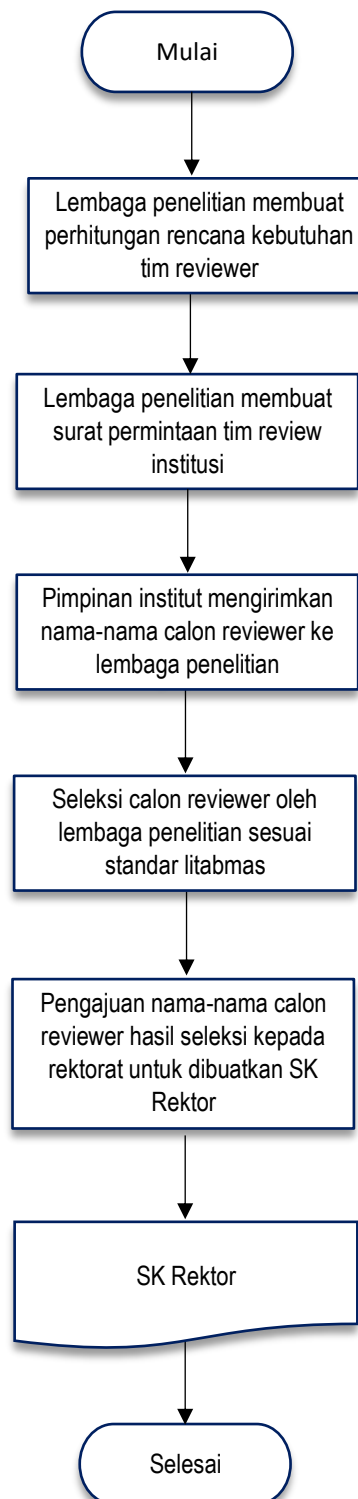 Mulai
Lembaga penelitian membuat
perhitungan rencana kebutuhan
tim reviewer
Lembaga penelitian membuat
surat permintaan tim review
institusi
Pimpinan institut mengirimkan
nama-nama calon reviewer ke
lembaga penelitian
Seleksi calon reviewer oleh
lembaga penelitian sesuai
standar litabmas
Pengajuan nama-nama calon
reviewer hasil seleksi kepada
rektorat untuk dibuatkan SK
Rektor
SK Rektor
Selesai